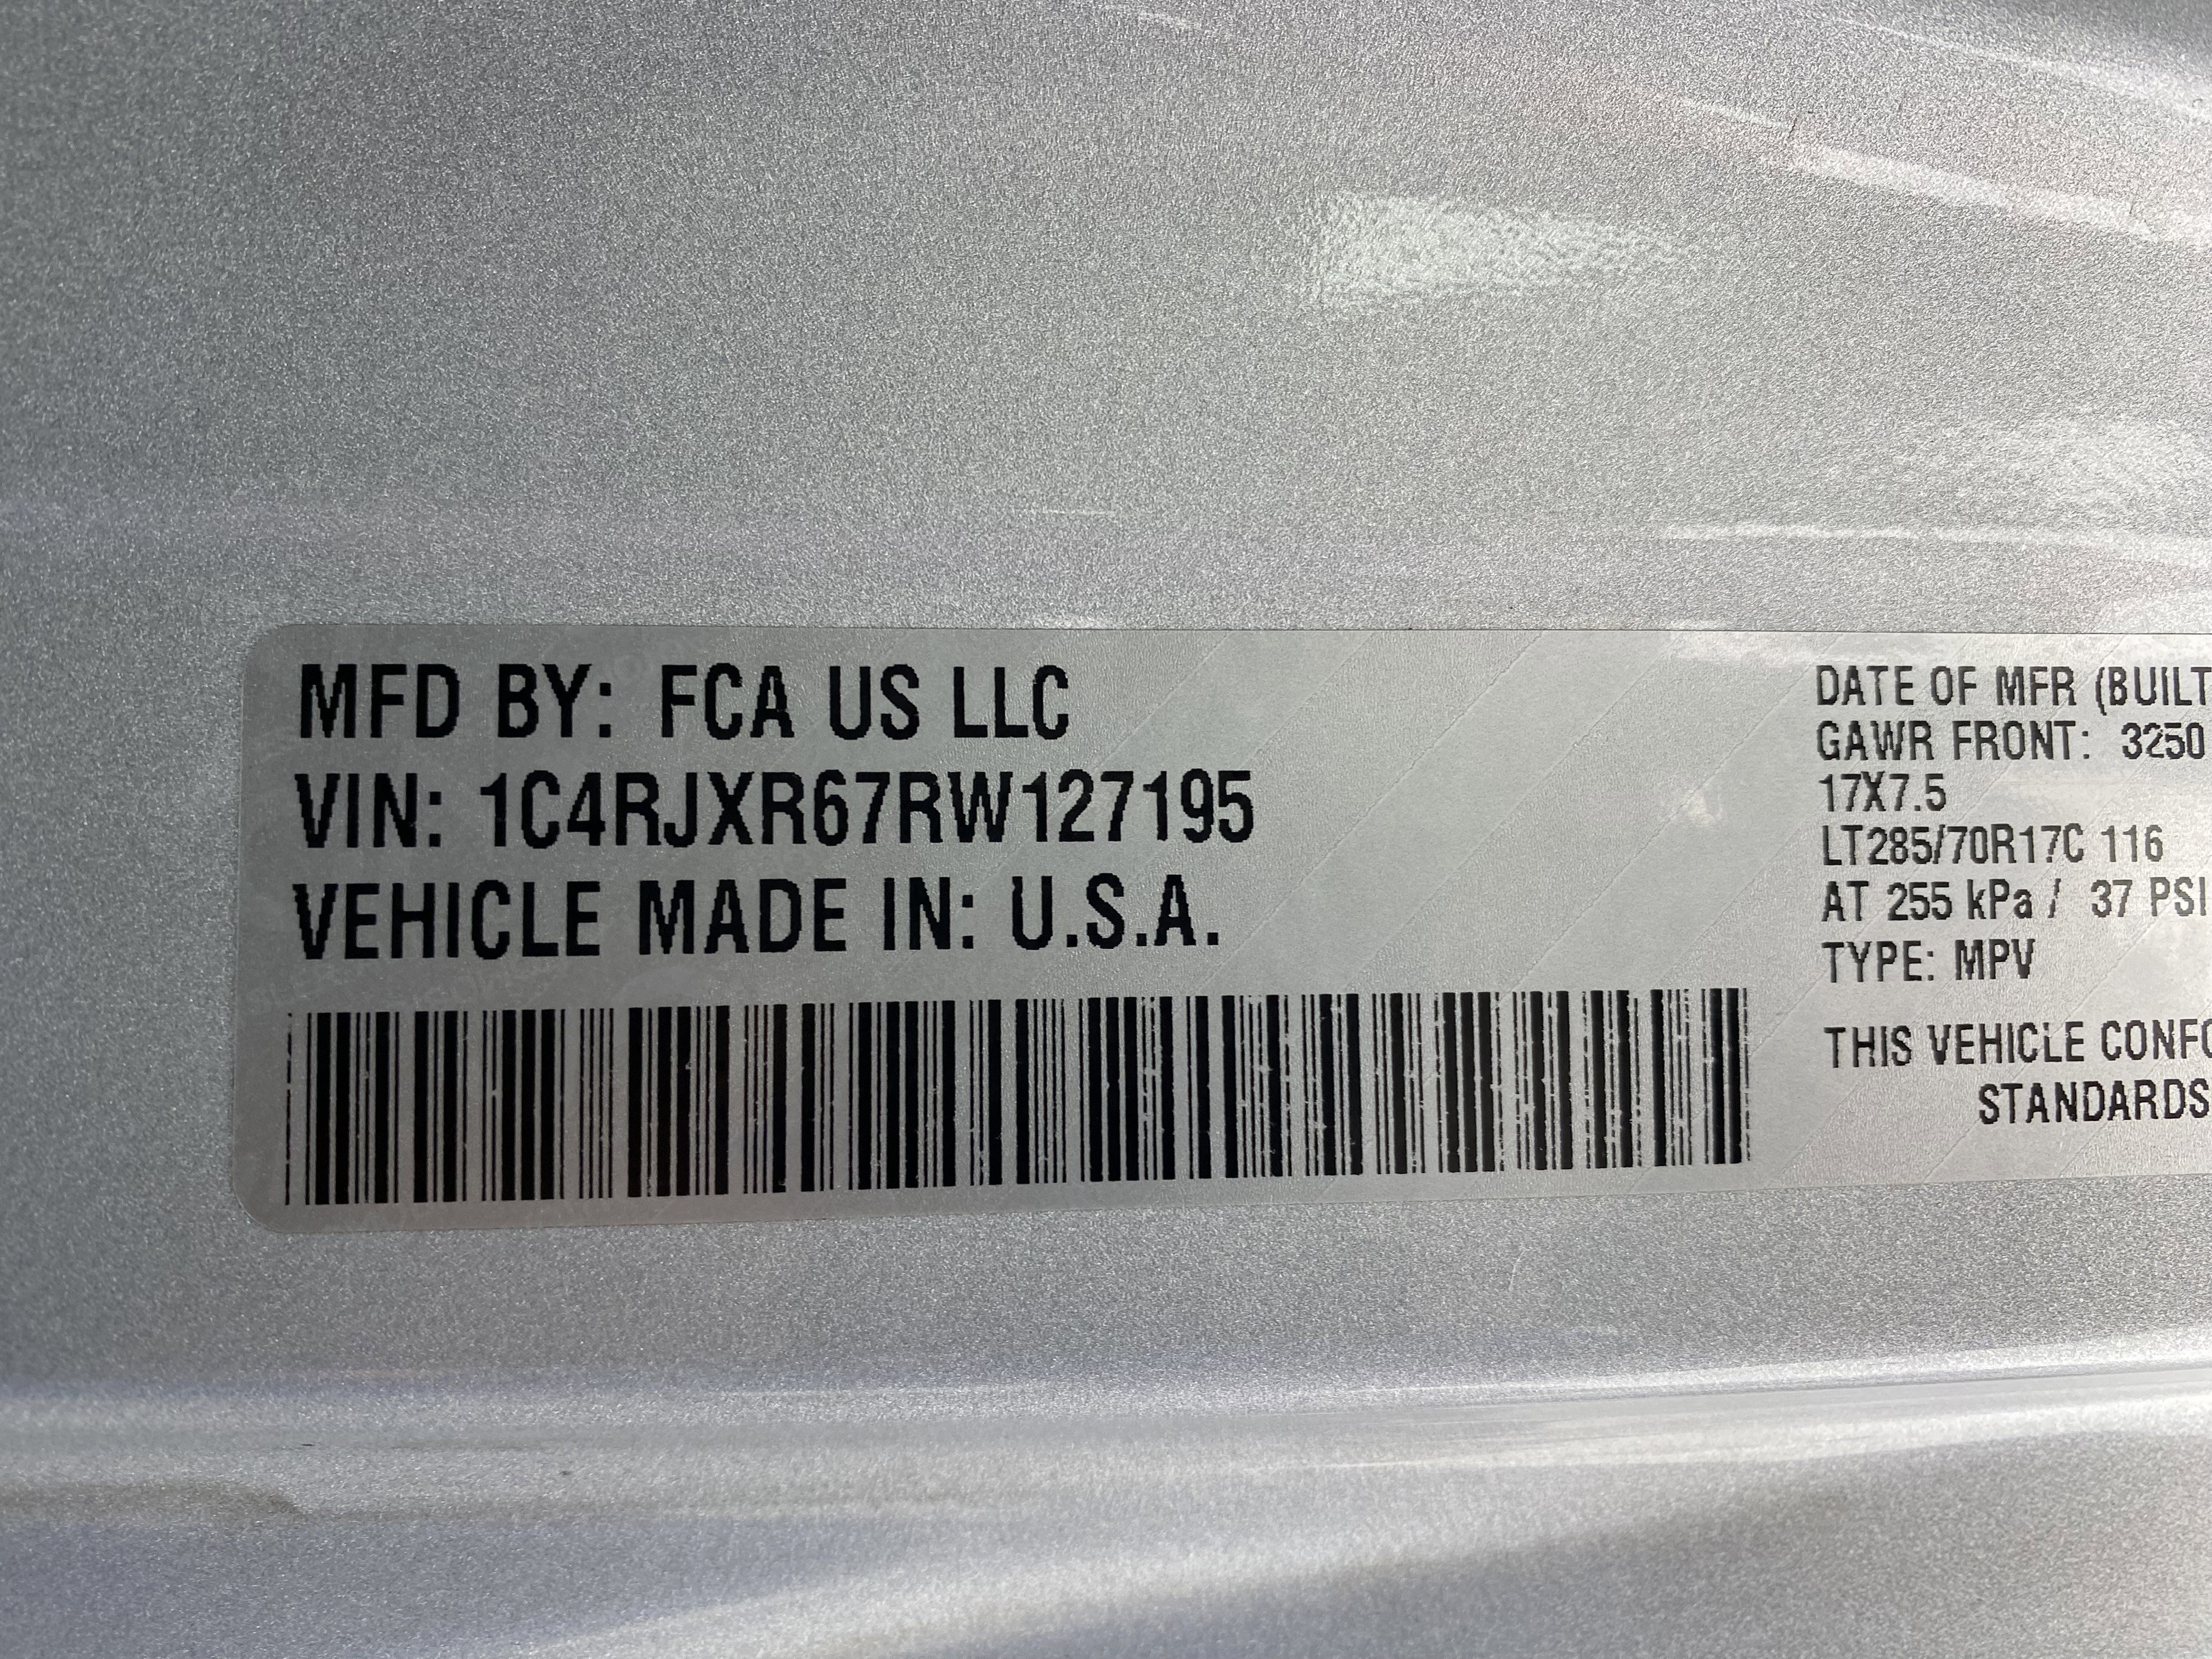 MFD BY: FCA US LLC
VIN: 1C4RJXR67RW127195
VEHICLE MADE IN: U.S.A.
DATE OF MFR (BUILT
GAWR FRONT: 3250
17X7.5
LT285/70R17C 116
AT 255 kPa / 37 PSI
TYPE: MPV
THIS VEHICLE CONFO
STANDARDS